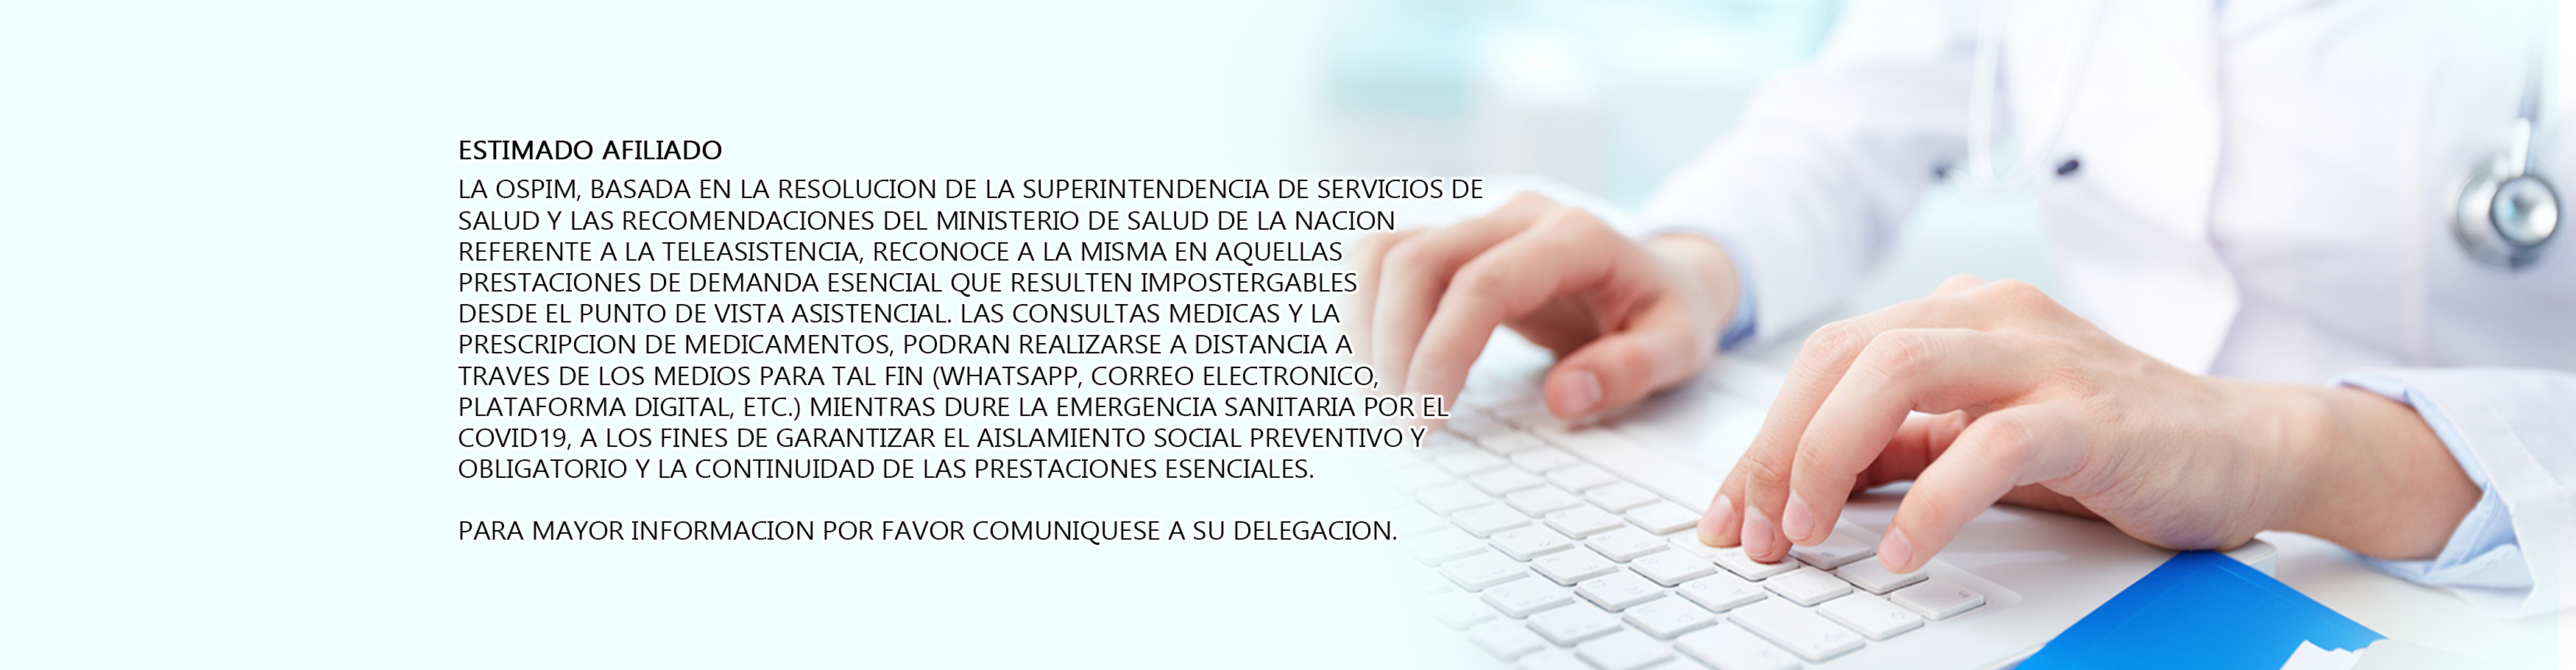 ESTIMADO AFILIADO
LA OSPIM, BASADA EN LA RESOLUCION DE LA SUPERINTENDENCIA DE SERVICIOS DE
SALUD Y LAS RECOMENDACIONES DEL MINISTERIO DE SALUD DE LA NACION
REFERENTE A LA TELEASISTENCIA, RECONOCE A LA MISMA EN AQUELLAS
PRESTACIONES DE DEMANDA ESENCIAL QUE RESULTEN IMPOSTERGABLES
DESDE EL PUNTO DE VISTA ASISTENCIAL. LAS CONSULTAS MEDICAS Y LA
PRESCRIPCION DE MEDICAMENTOS, PODRAN REALIZARSE A DISTANCIA A
TRAVES DE LOS MEDIOS PARA TAL FIN (WHATSAPP, CORREO ELECTRONICO,
PLATAFORMA DIGITAL, ETC.) MIENTRAS DURE LA EMERGENCIA SANITARIA POR EL
COVID19, A LOS FINES DE GARANTIZAR EL AISLAMIENTO SOCIAL PREVENTIVO Y
OBLIGATORIO Y LA CONTINUIDAD DE LAS PRESTACIONES ESENCIALES.
PARA MAYOR INFORMACION POR FAVOR COMUNIQUESE A SU DELEGACION.